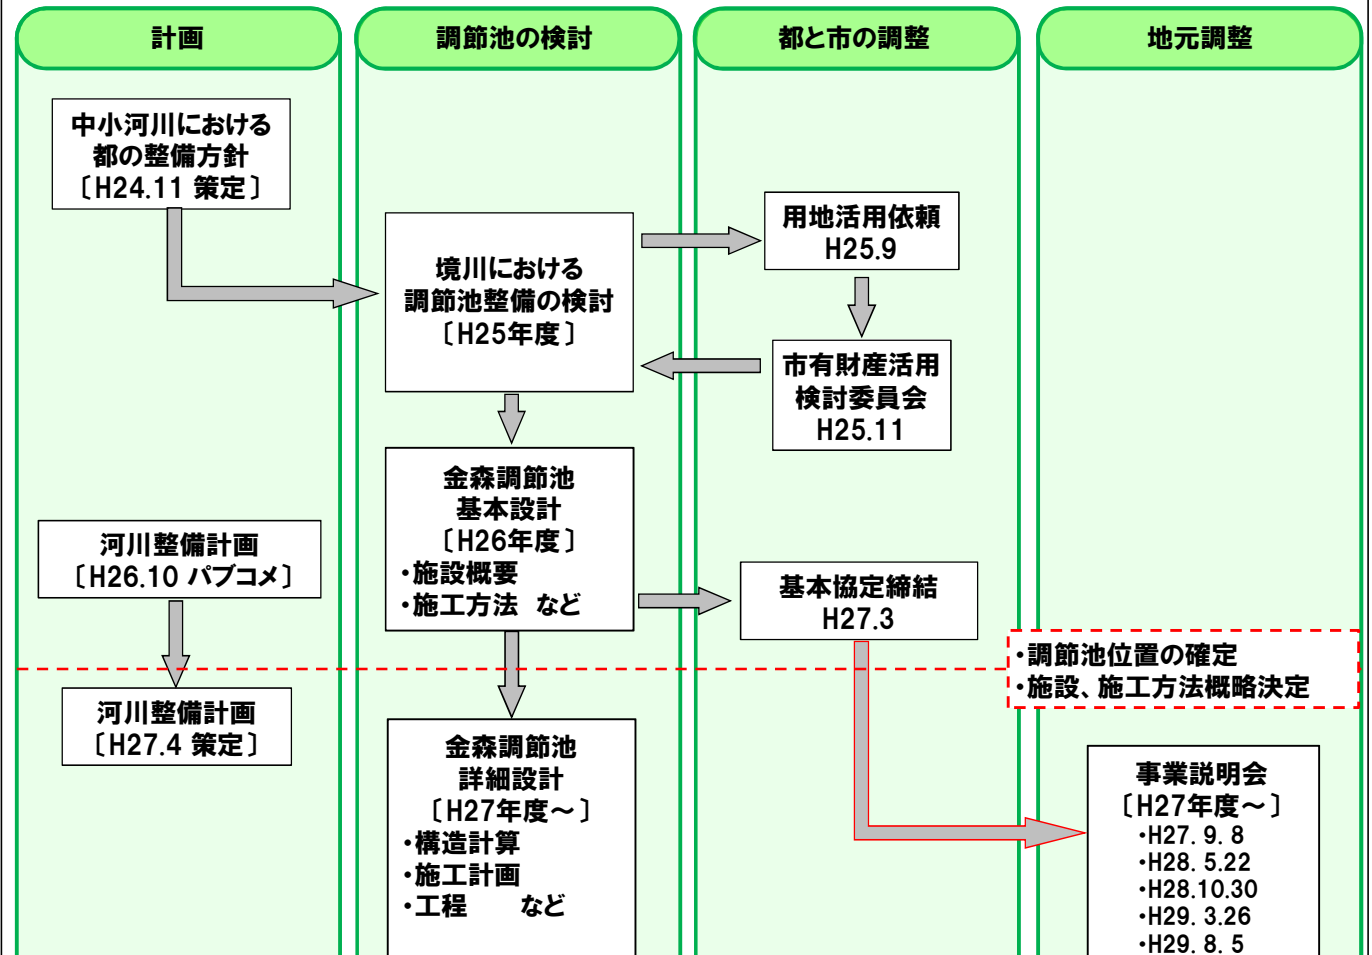 計画
調節池の検討
都と市の調整
地元調整
中小河川における
都の整備方針
〔H24.11 策定〕
河川整備計画
〔H26.10 パブコメ〕
河川整備計画
〔H27.4 策定〕
境川における
調節池整備の検討
〔H25年度〕
金森調節池
基本設計
〔H26年度〕
・施設概要
・施工方法 など
金森調節池
詳細設計
〔H27年度～〕
・構造計算
・施工計画
・工程 など
用地活用依頼
H25.9
市有財産活用
検討委員会
H25.11
基本協定締結
H27.3
・調節池位置の確定
・施設、施工方法概略決定
事業説明会
〔H27年度～〕
・H27. 9. 8
・H28. 5.22
・H28.10.30
・H29. 3.26
・H29. 8. 5